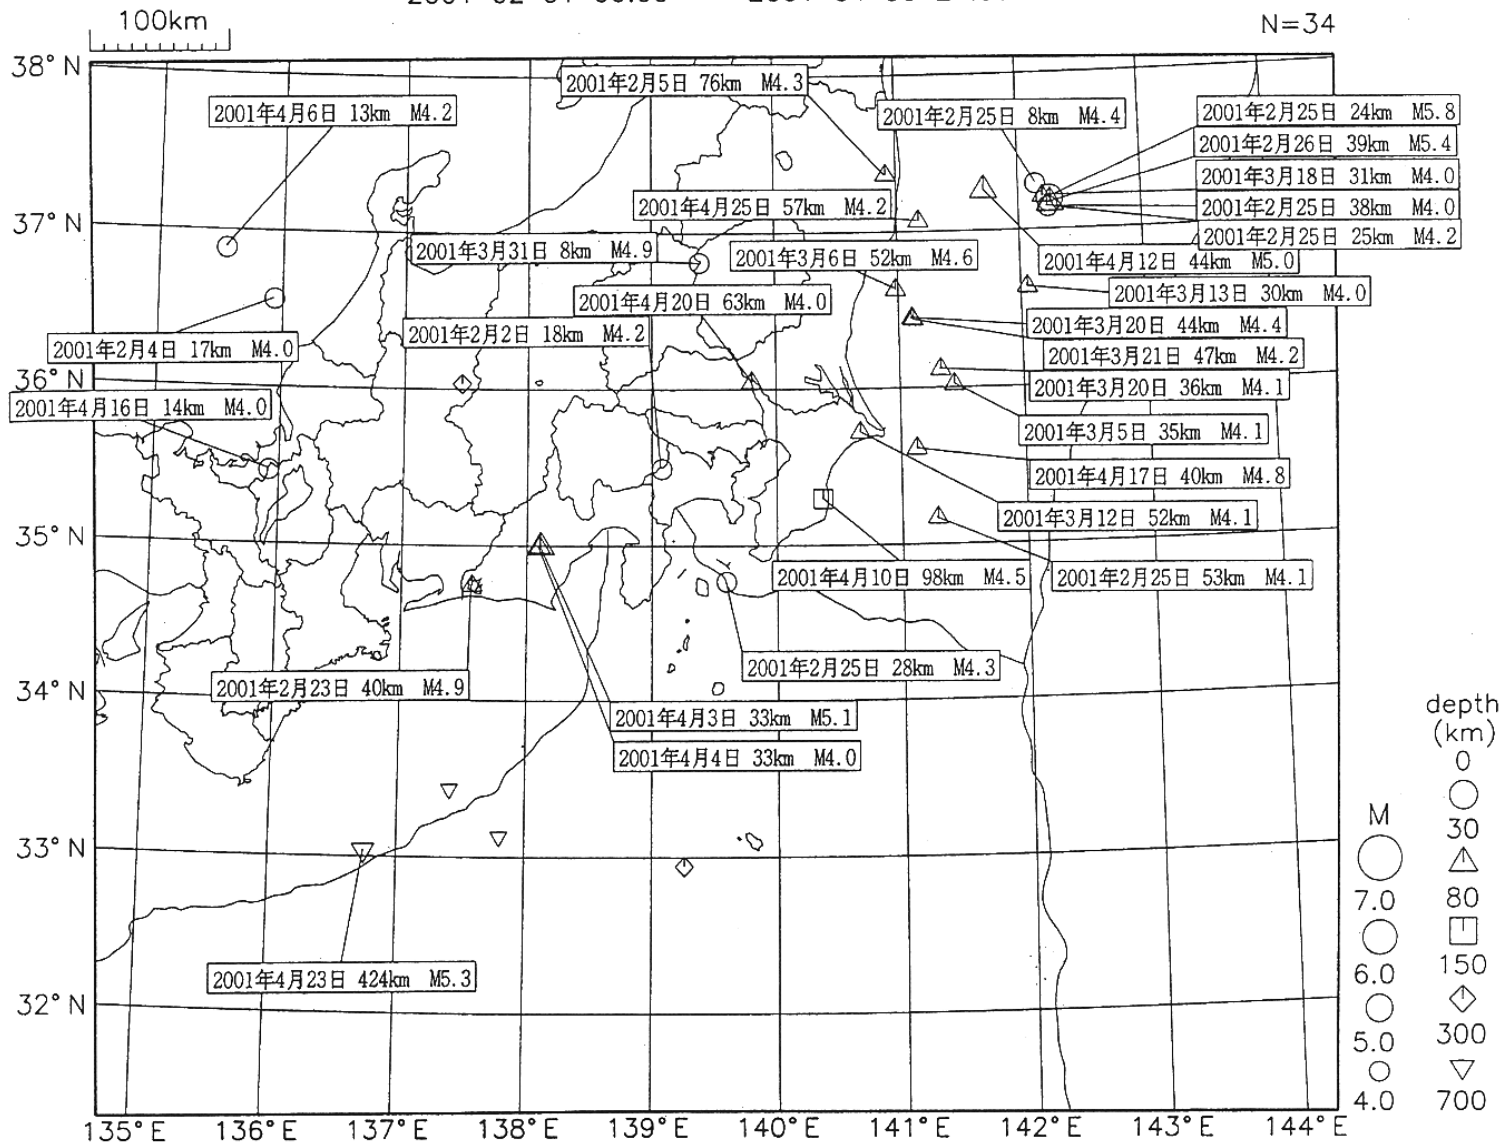 100km
N=34
38°N
2001年2月5日 76km M4.3
2001年4月6日 13km M4.2
2001年2月25日 8km M4.4
2001年2月25日 24km M5.8
2001年2月26日 39km M5.4
2001年3月18日 31km M4.0
2001年4月25日 57km M4.2
2001年2月25日 38km M4.0
37°N
2001年2月25日 25km M4.2
2001年3月31日 8km M4.9
2001年3月6日 52km M4.6
2001年4月12日 44km M5.0
2001年3月13日 30km M4.0
2001年4月20日 63km M4.0
2001年3月20日 44km M4.4
2001年2月2日 18km M4.2
2001年2月4日 17km M4.0
2001年3月21日 47km M4.2
36°N
2001年3月20日 36km M4.1
2001年4月16日 14km M4.0
2001年3月5日 35km M4.1
2001年4月17日 40km M4.8
2001年3月12日 52km M4.1
35°N
2001年4月10日 98km M4.5
2001年2月25日 53km M4.1
2001年2月25日 28km M4.3
34°N
2001年2月23日 40km M4.9
2001年4月3日 33km M5.1
2001年4月4日 33km M4.0
33°N
2001年4月23日 424km M5.3
32°N
135°E 136°E 137°E 138°E 139°E 140°E 141°E 142°E 143°E 144°E
M
7.0
6.0
5.0
4.0
depth
(km)
0
30
80
150
300
700